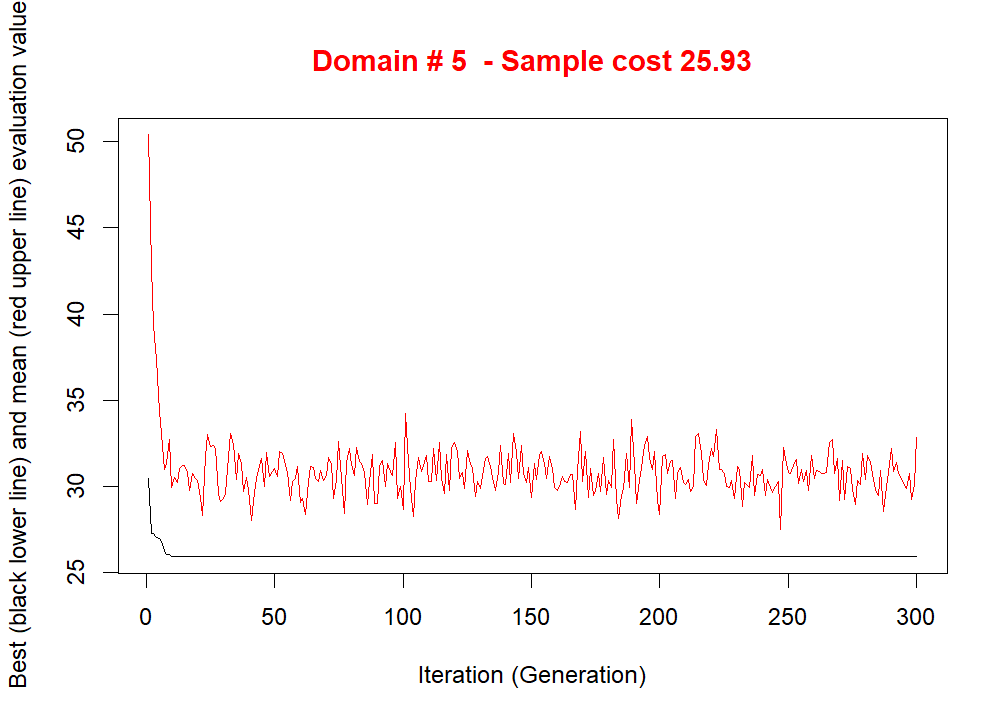 Domain # 5  - Sample cost 25.93
Best (black lower line) and mean (red upper line) evaluation value
50
45
40
35
30
25
0 50 100 150 200 250 300
Iteration (Generation)